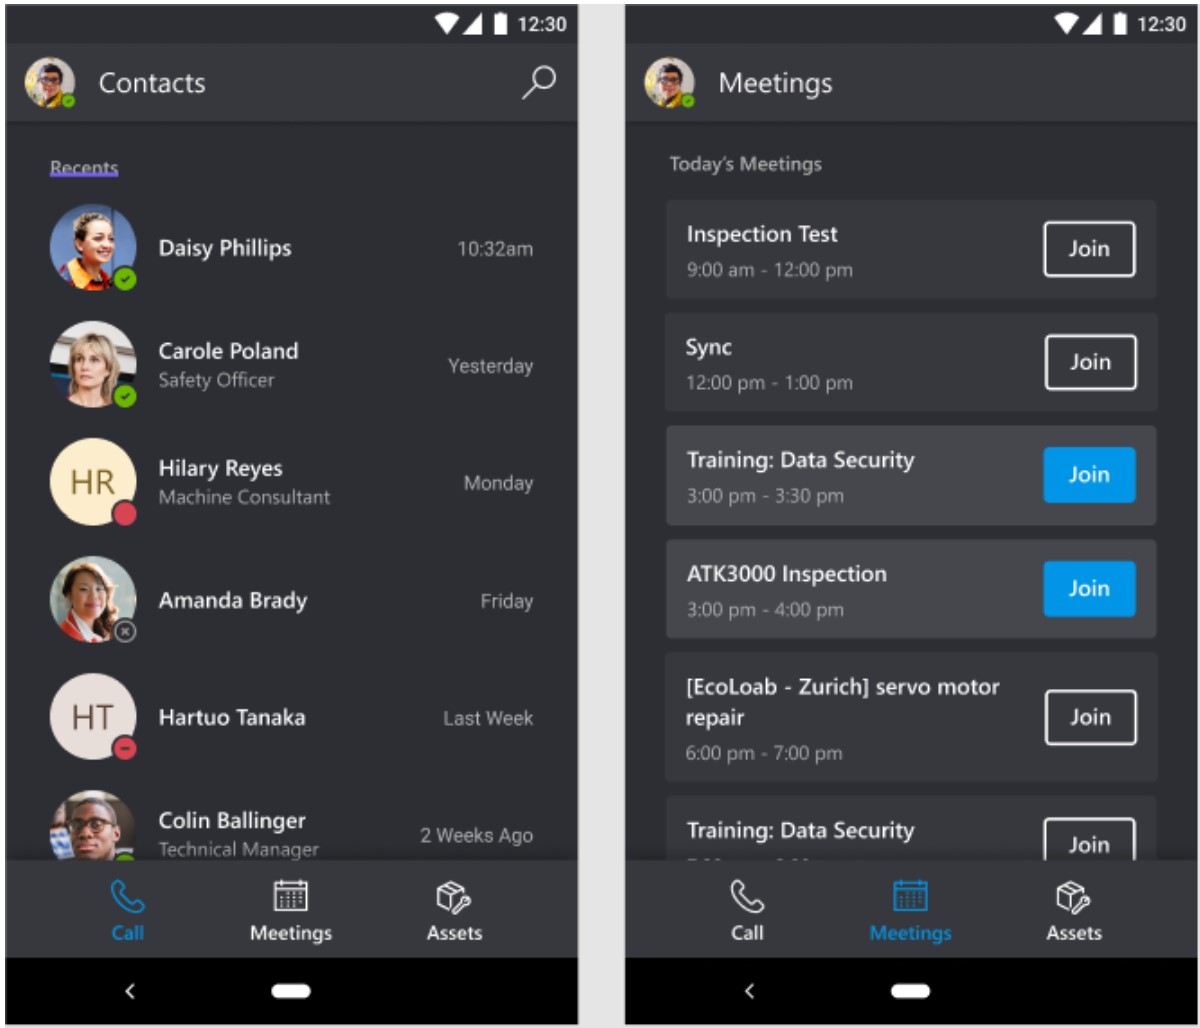 12:30
Contacts
Recents
Daisy Phillips
10:32am
Carole Poland
Safety Officer
Yesterday
HR
Hilary Reyes
Machine Consultant
Monday
Amanda Brady
Friday
HT
Hartuo Tanaka
Last Week
Colin Ballinger
Technical Manager
2 Weeks Ago
Call
Meetings
Assets
12:30
Meetings
Today's Meetings
Inspection Test
9:00 am - 12:00 pm
Join
Sync
12:00 pm - 1:00 pm
Join
Training: Data Security
3:00 pm - 3:30 pm
Join
ATK3000 Inspection
3:00 pm - 4:00 pm
Join
[EcoLoab - Zurich] servo motor
repair
6:00 pm - 7:00 pm
Join
Training: Data Security
Join
Call
Meetings
Assets